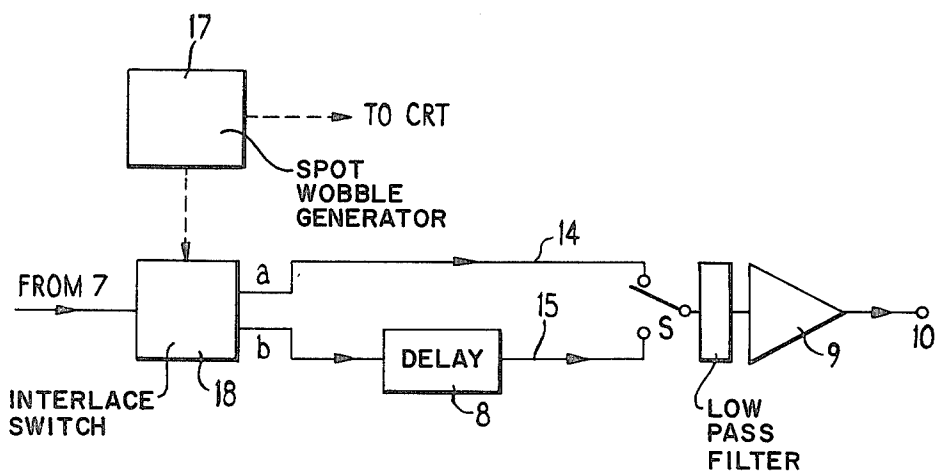 17
TO CRT
SPOT
WOBBLE
GENERATOR
14
FROM 7
a
b
S
15
DELAY
8
9
10
18
INTERLACE
SWITCH
LOW
PASS
FILTER